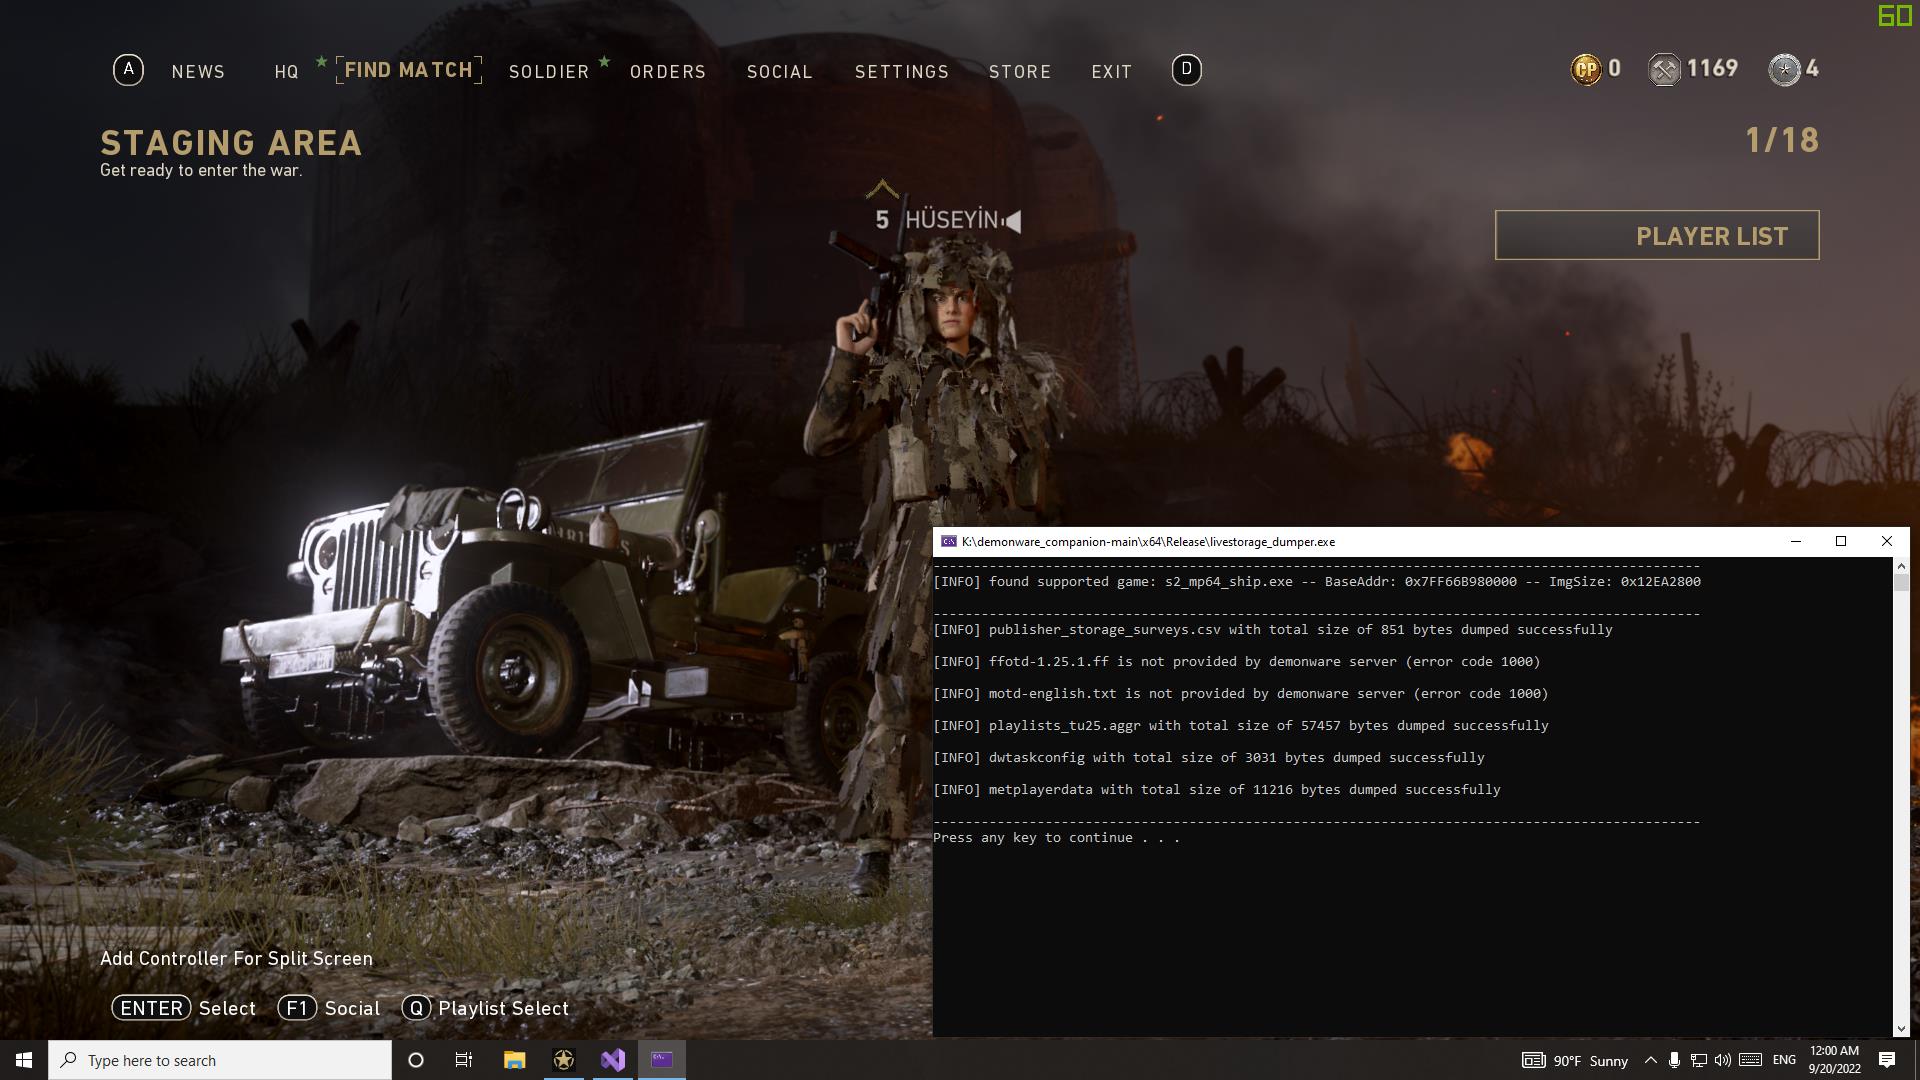 60
A NEWS HQ FIND MATCH SOLDIER ORDERS SOCIAL SETTINGS STORE EXIT D
CP 0 1169 4
STAGING AREA
Get ready to enter the war.
1/18
5 HÜSEYİN
PLAYER LIST
K:\demonware_companion-main\x64\Release\livestorage_dumper.exe
------------------------------------------------------------------------------------------------
[INFO] found supported game: s2_mp64_ship.exe -- BaseAddr: 0x7FF66B980000 -- ImgSize: 0x12EA2800
------------------------------------------------------------------------------------------------
[INFO] publisher_storage_surveys.csv with total size of 851 bytes dumped successfully
[INFO] ffotd-1.25.1.ff is not provided by demonware server (error code 1000)
[INFO] motd-english.txt is not provided by demonware server (error code 1000)
[INFO] playlists_tu25.aggr with total size of 57457 bytes dumped successfully
[INFO] dwtaskconfig with total size of 3031 bytes dumped successfully
[INFO] metplayerdata with total size of 11216 bytes dumped successfully
------------------------------------------------------------------------------------------------
Press any key to continue . . .
Add Controller For Split Screen
ENTER Select F1 Social Q Playlist Select
Type here to search
90°F Sunny
ENG
12:00 AM
9/20/2022